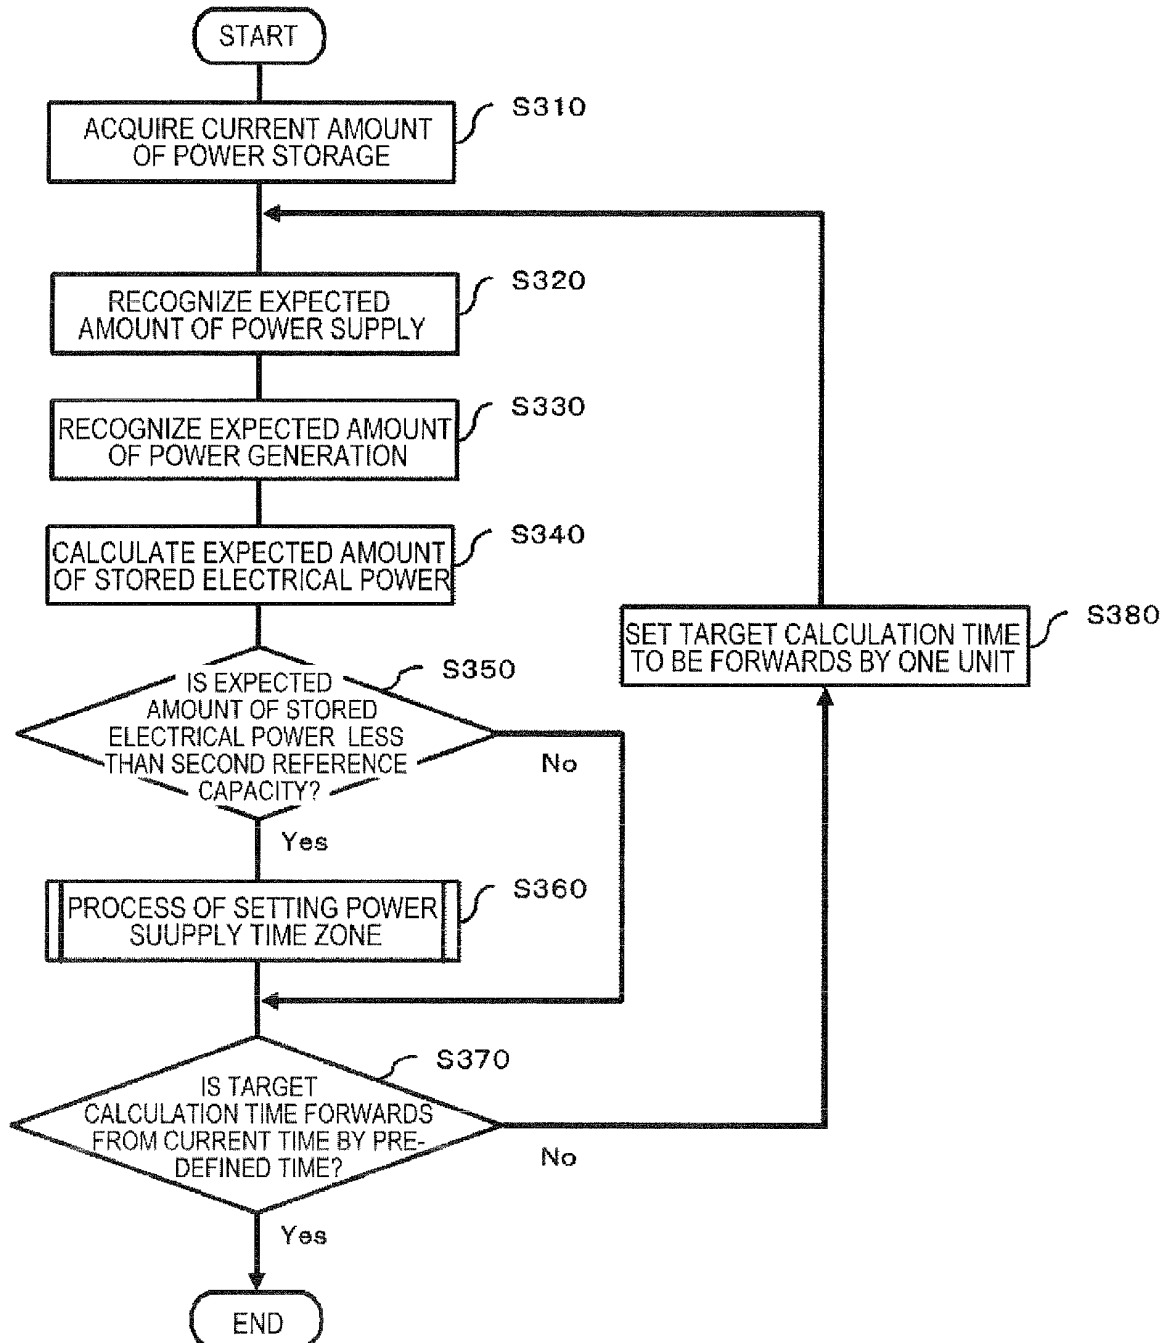 START
S310
ACQUIRE CURRENT AMOUNT
OF POWER STORAGE
S320
RECOGNIZE EXPECTED
AMOUNT OF POWER SUPPLY
S330
RECOGNIZE EXPECTED AMOUNT
OF POWER GENERATION
S340
CALCULATE EXPECTED AMOUNT
OF STORED ELECTRICAL POWER
S380
SET TARGET CALCULATION TIME
TO BE FORWARDS BY ONE UNIT
S350
IS EXPECTED
AMOUNT OF STORED
ELECTRICAL POWER LESS
THAN SECOND REFERENCE
CAPACITY?
No
Yes
S360
PROCESS OF SETTING POWER
SUUPPLY TIME ZONE
S370
IS TARGET
CALCULATION TIME FORWARDS
FROM CURRENT TIME BY PRE-
DEFINED TIME?
No
Yes
END